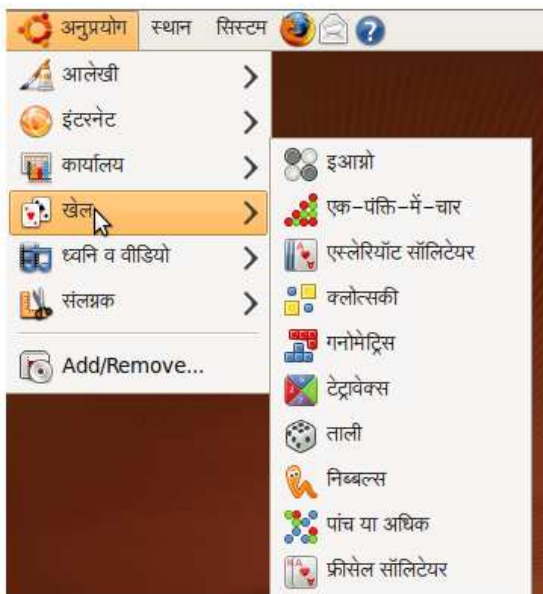 अनुप्रयोग स्थान सिस्टम
आलेखी
इंटरनेट
कार्यालय
खेल
ध्वनि व वीडियो
संलग्नक
Add/Remove...
इआग्नो
एक-पंक्ति-में-चार
एस्लेरियॉट सॉलिटेयर
क्लोत्सकी
गनोमेट्रिस
टेट्रावेक्स
ताली
निब्बल्स
पांच या अधिक
फ्रीसेल सॉलिटेयर